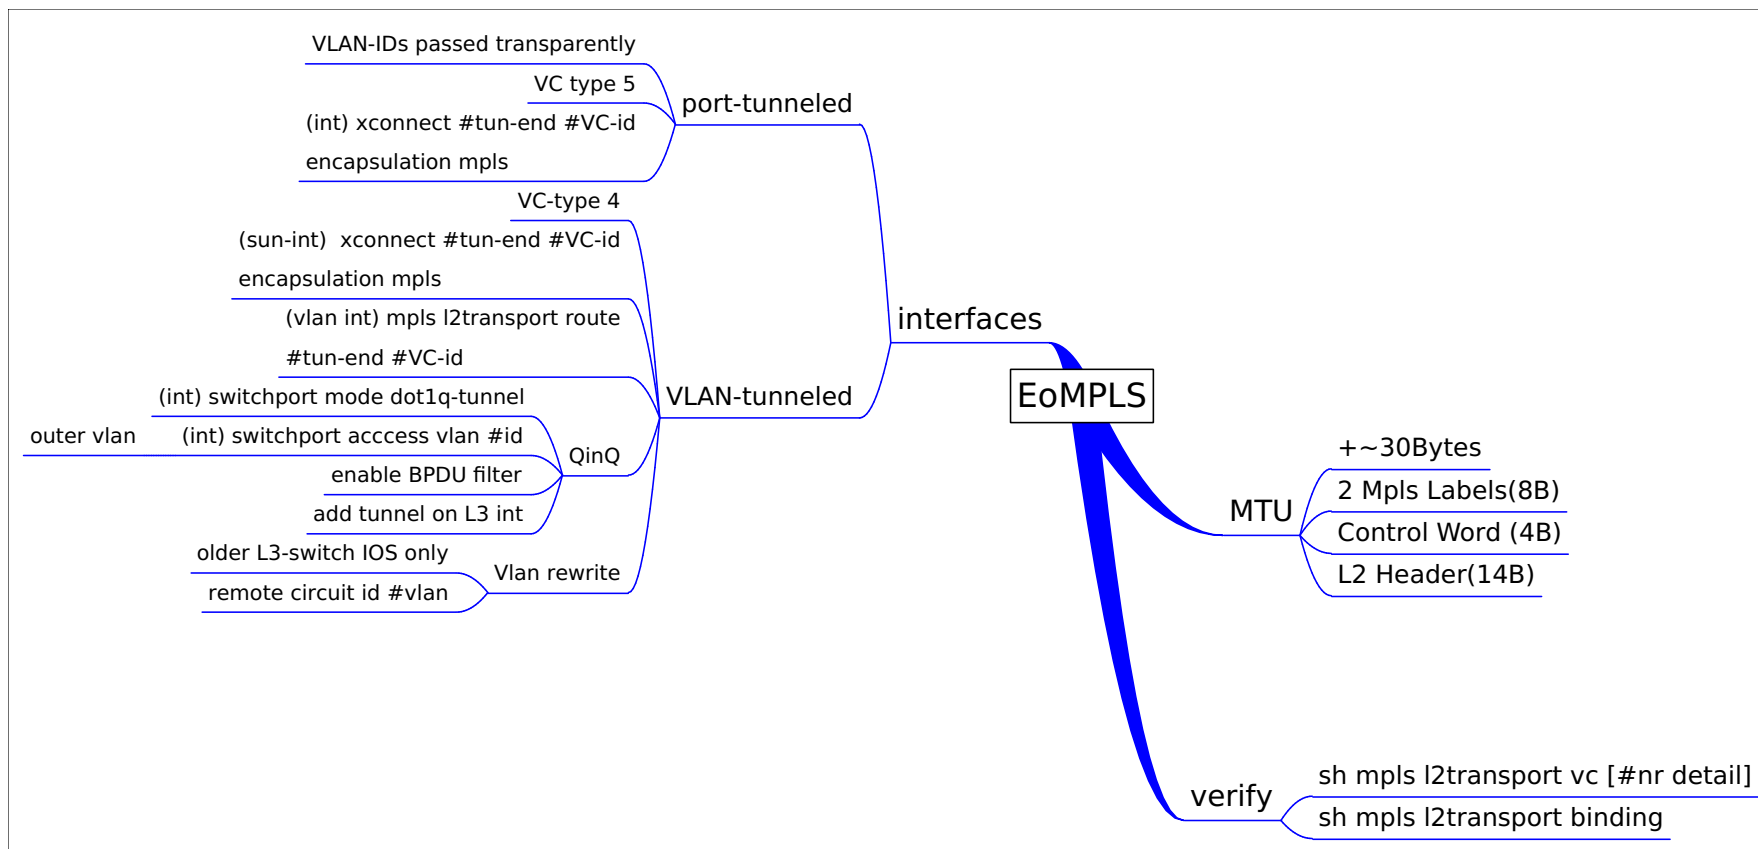 VLAN-IDs passed transparently
VC type 5
(int) xconnect #tun-end #VC-id
encapsulation mpls
port-tunneled
VC-type 4
(sun-int)  xconnect #tun-end #VC-id
encapsulation mpls
(vlan int) mpls l2transport route
#tun-end #VC-id
(int) switchport mode dot1q-tunnel
outer vlan
(int) switchport acccess vlan #id
enable BPDU filter
add tunnel on L3 int
QinQ
older L3-switch IOS only
remote circuit id #vlan
Vlan rewrite
VLAN-tunneled
interfaces
EoMPLS
MTU
+~30Bytes
2 Mpls Labels(8B)
Control Word (4B)
L2 Header(14B)
verify
sh mpls l2transport vc [#nr detail]
sh mpls l2transport binding